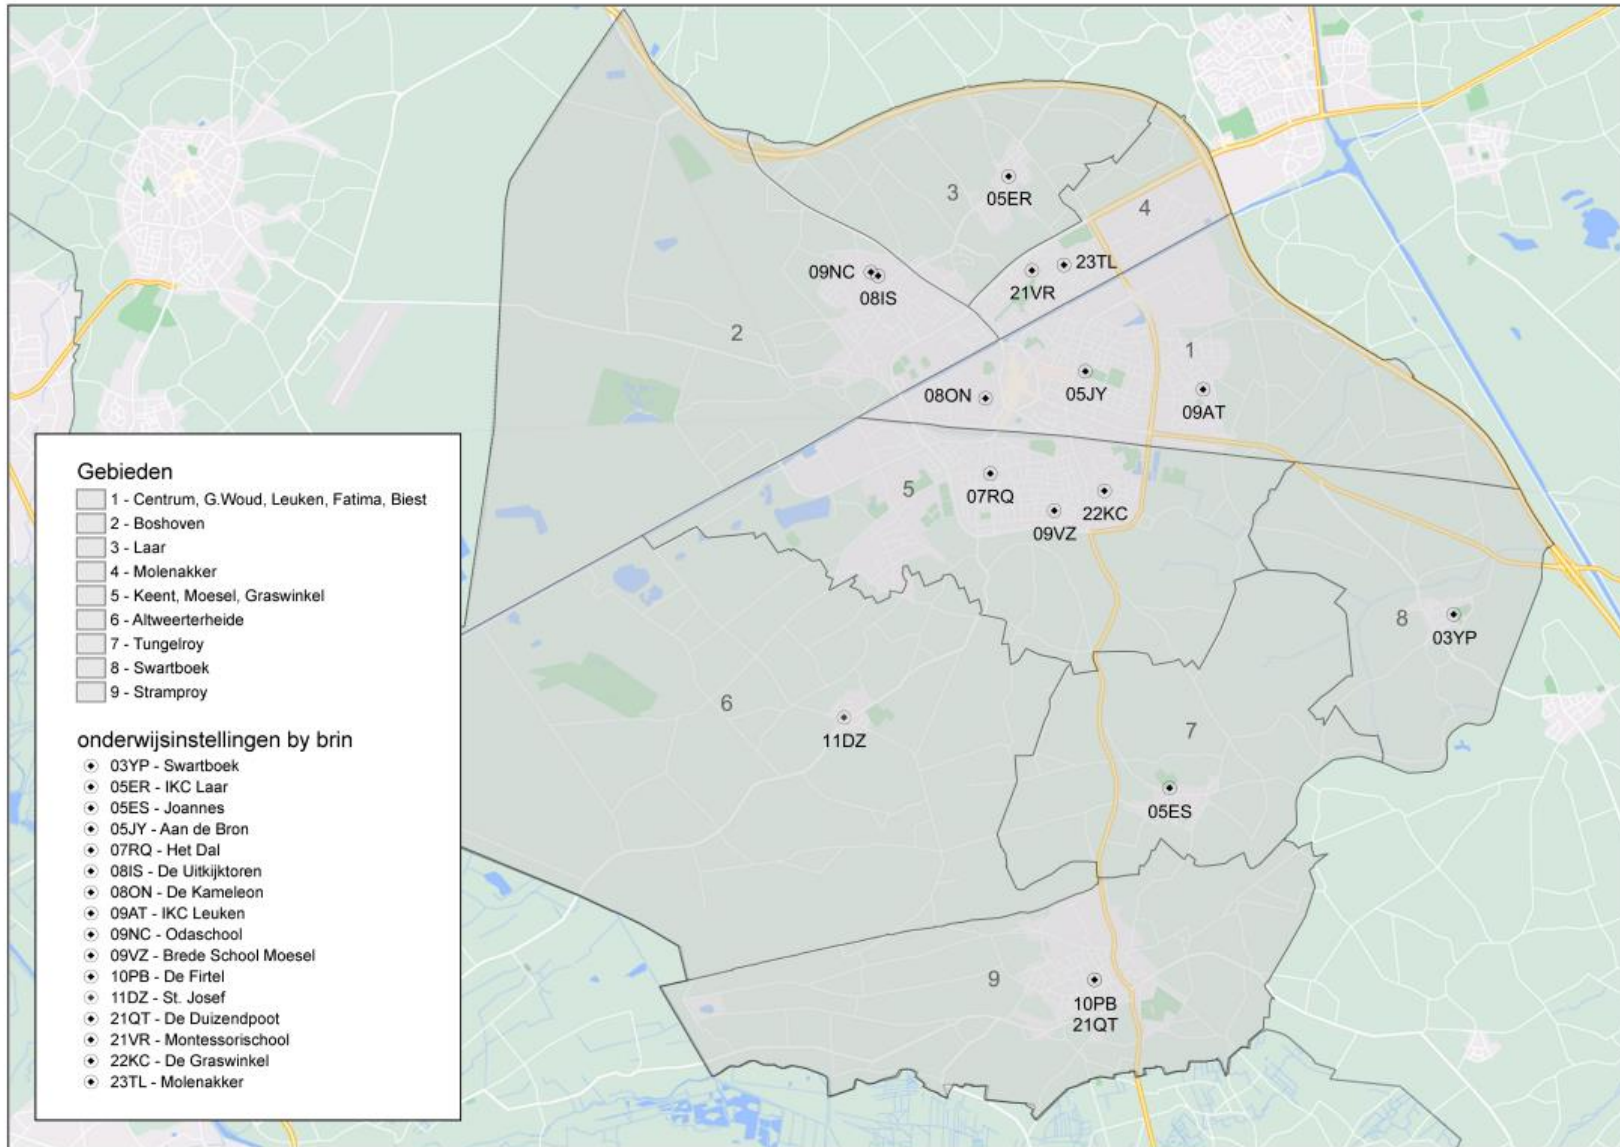 3
05ER
4
09NC
08IS
23TL
21VR
2
1
08ON
05JY
09AT
5
07RQ
22KC
09VZ
8
03YP
6
11DZ
7
05ES
9
10PB
21QT
Gebieden
1 - Centrum, G.Woud, Leuken, Fatima, Biest
2 - Boshoven
3 - Laar
4 - Molenakker
5 - Keent, Moesel, Graswinkel
6 - Altweerterheide
7 - Tungelroy
8 - Swartboek
9 - Stramproy
onderwijsinstellingen by brin
03YP - Swartboek
05ER - IKC Laar
05ES - Joannes
05JY - Aan de Bron
07RQ - Het Dal
08IS - De Uitkijktoren
08ON - De Kameleon
09AT - IKC Leuken
09NC - Odaschool
09VZ - Brede School Moesel
10PB - De Firtel
11DZ - St. Josef
21QT - De Duizendpoot
21VR - Montessorischool
22KC - De Graswinkel
23TL - Molenakker